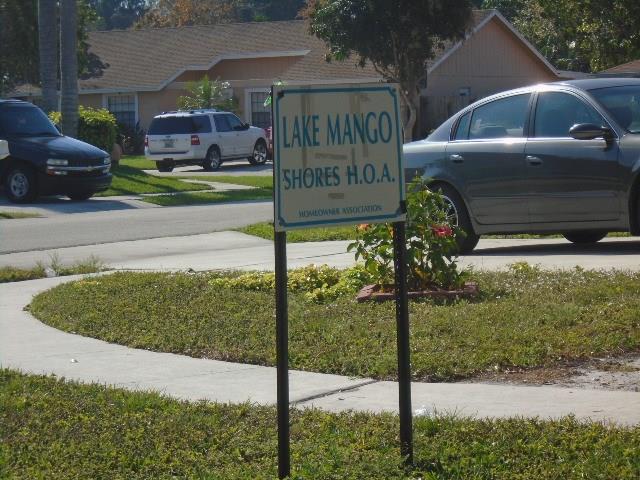 LAKE MANGO
SHORES H.O.A.
HOMEOWNER ASSOCIATION